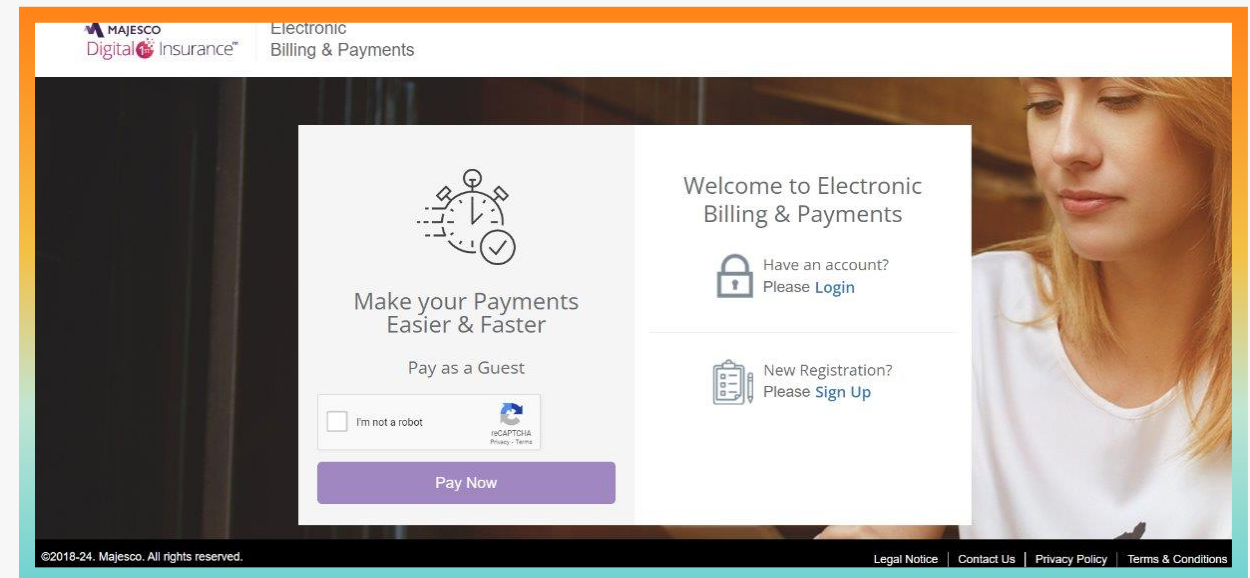 MAJESCO
Digital 1st Insurance™
Electronic
Billing & Payments
Make your Payments
Easier & Faster
Pay as a Guest
I'm not a robot
reCAPTCHA
Privacy - Terms
Pay Now
Welcome to Electronic
Billing & Payments
Have an account?
Please Login
New Registration?
Please Sign Up
©2018-24. Majesco. All rights reserved.
Legal Notice | Contact Us | Privacy Policy | Terms & Conditions